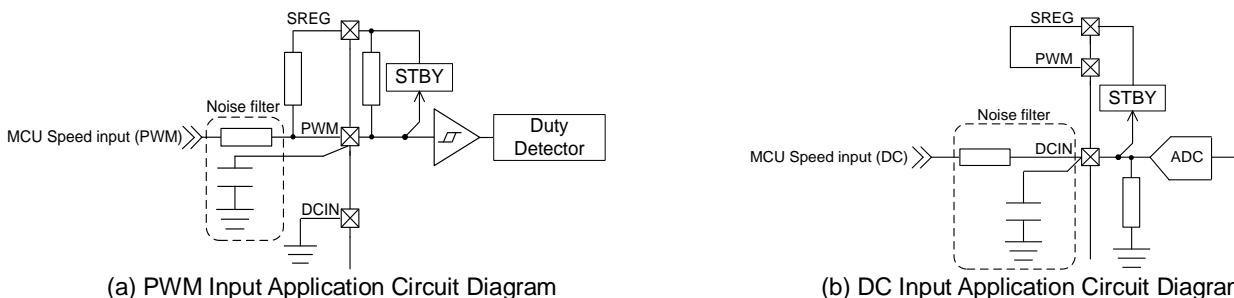 SREG
STBY
Noise filter
MCU Speed input (PWM)
PWM
Duty
Detector
DCIN
(a) PWM Input Application Circuit Diagram
SREG
PWM
STBY
Noise filter
MCU Speed input (DC)
DCIN
ADC
(b) DC Input Application Circuit Diagram